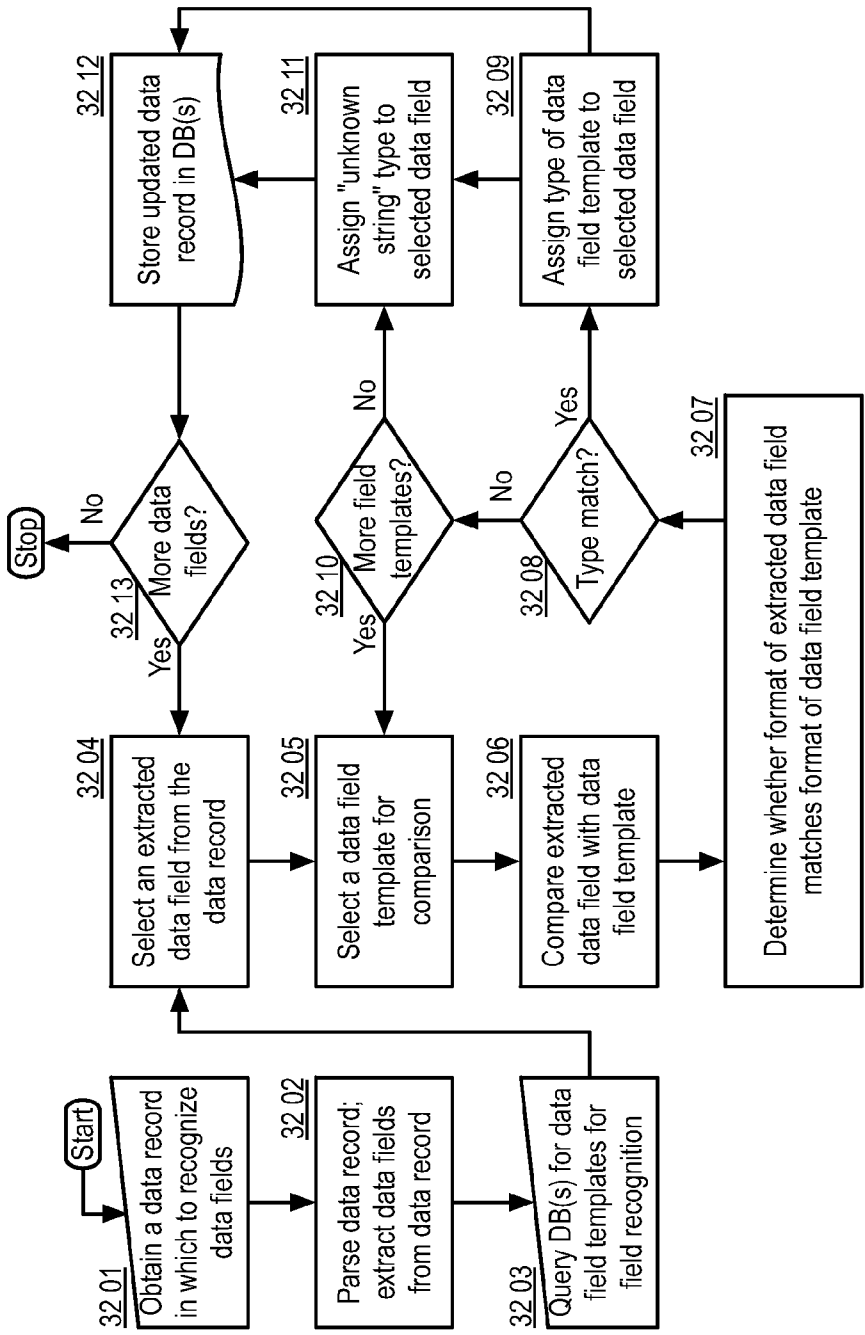 Start
32 01
Obtain a data record
in which to recognize
data fields
32 02
Parse data record;
extract data fields
from data record
32 03
Query DB(s) for data
field templates for
field recognition
32 04
Select an extracted
data field from the
data record
32 05
Select a data field
template for
comparison
32 06
Compare extracted
data field with data
field template
32 07
Determine whether format of extracted data field
matches format of data field template
32 08
Type match?
No
Yes
32 09
Assign type of data
field template to
selected data field
32 10
More field
templates?
Yes
No
32 11
Assign "unknown
string" type to
selected data field
32 12
Store updated data
record in DB(s)
32 13
More data
fields?
Yes
No
Stop